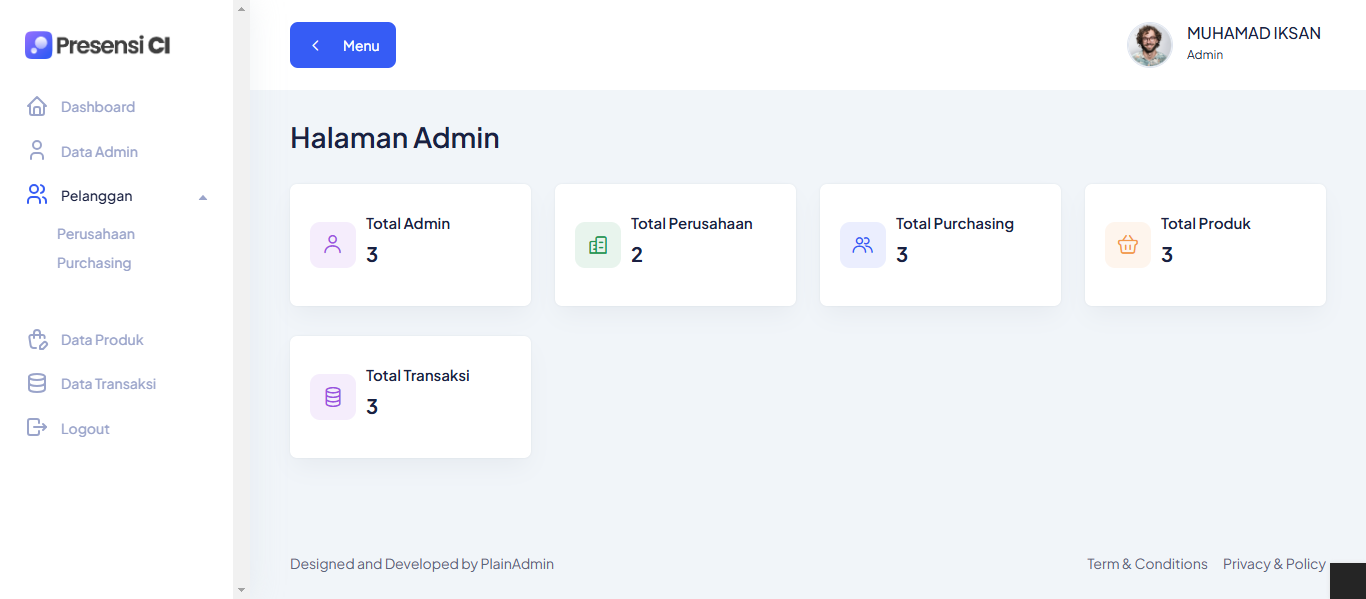 Presensi CI
Dashboard
Data Admin
Pelanggan
Perusahaan
Purchasing
Data Produk
Data Transaksi
Logout
Menu
MUHAMAD IKSAN
Admin
Halaman Admin
Total Admin
3
Total Perusahaan
2
Total Purchasing
3
Total Produk
3
Total Transaksi
3
Designed and Developed by PlainAdmin
Term & Conditions Privacy & Policy